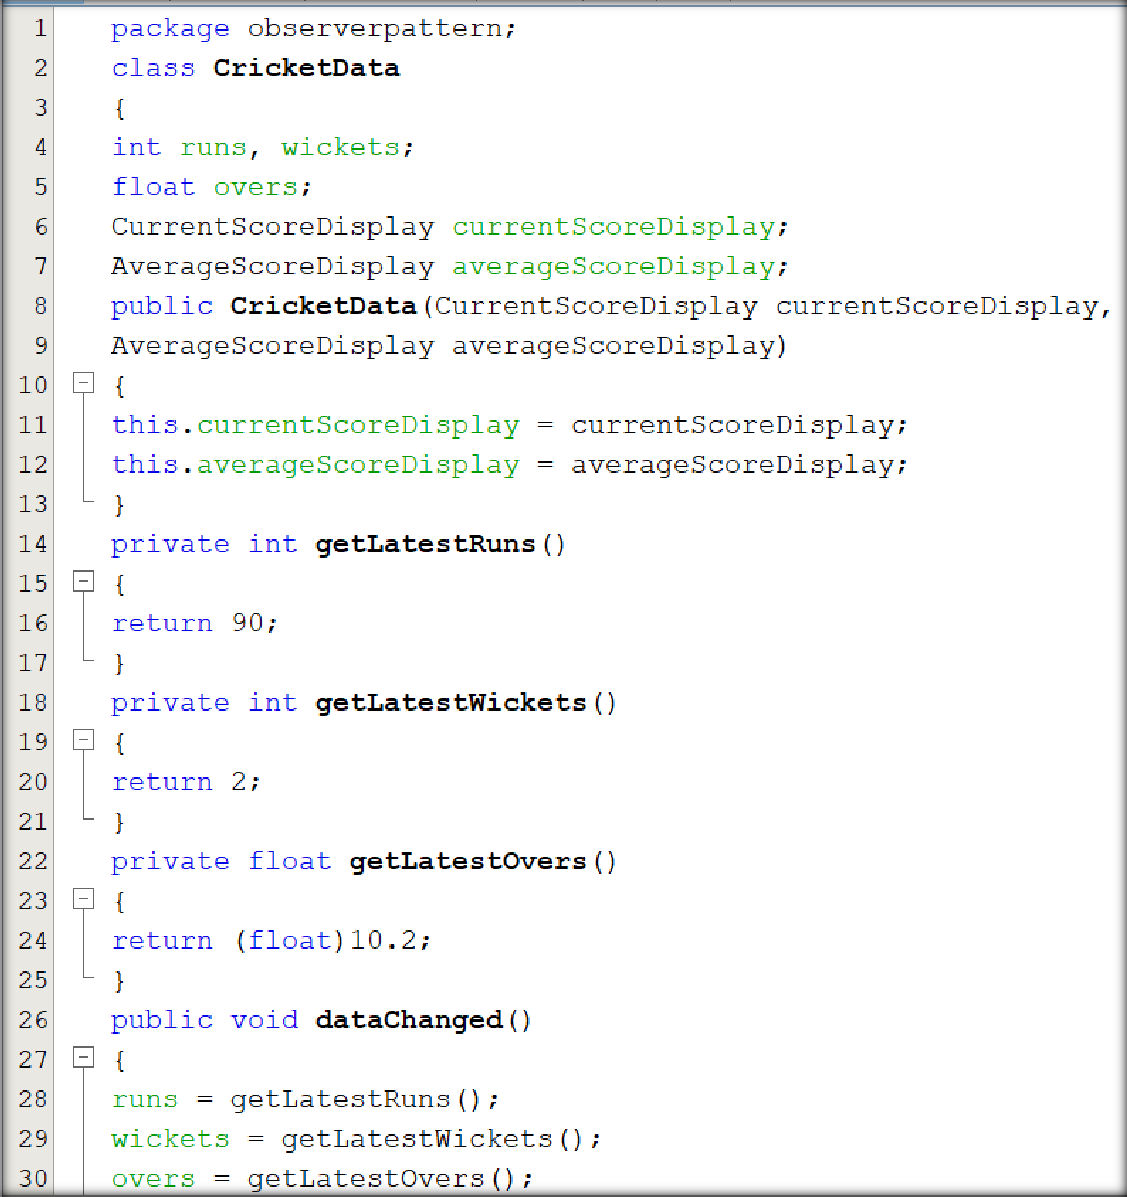 1 package observerpattern;
2 class CricketData
3 {
4 int runs, wickets;
5 float overs;
6 CurrentScoreDisplay currentScoreDisplay;
7 AverageScoreDisplay averageScoreDisplay;
8 public CricketData(CurrentScoreDisplay currentScoreDisplay,
9 AverageScoreDisplay averageScoreDisplay)
10 {
11 this.currentScoreDisplay = currentScoreDisplay;
12 this.averageScoreDisplay = averageScoreDisplay;
13 }
14 private int getLatestRuns()
15 {
16 return 90;
17 }
18 private int getLatestWickets()
19 {
20 return 2;
21 }
22 private float getLatestOvers()
23 {
24 return (float)10.2;
25 }
26 public void dataChanged()
27 {
28 runs = getLatestRuns();
29 wickets = getLatestWickets();
30 overs = getLatestOvers();